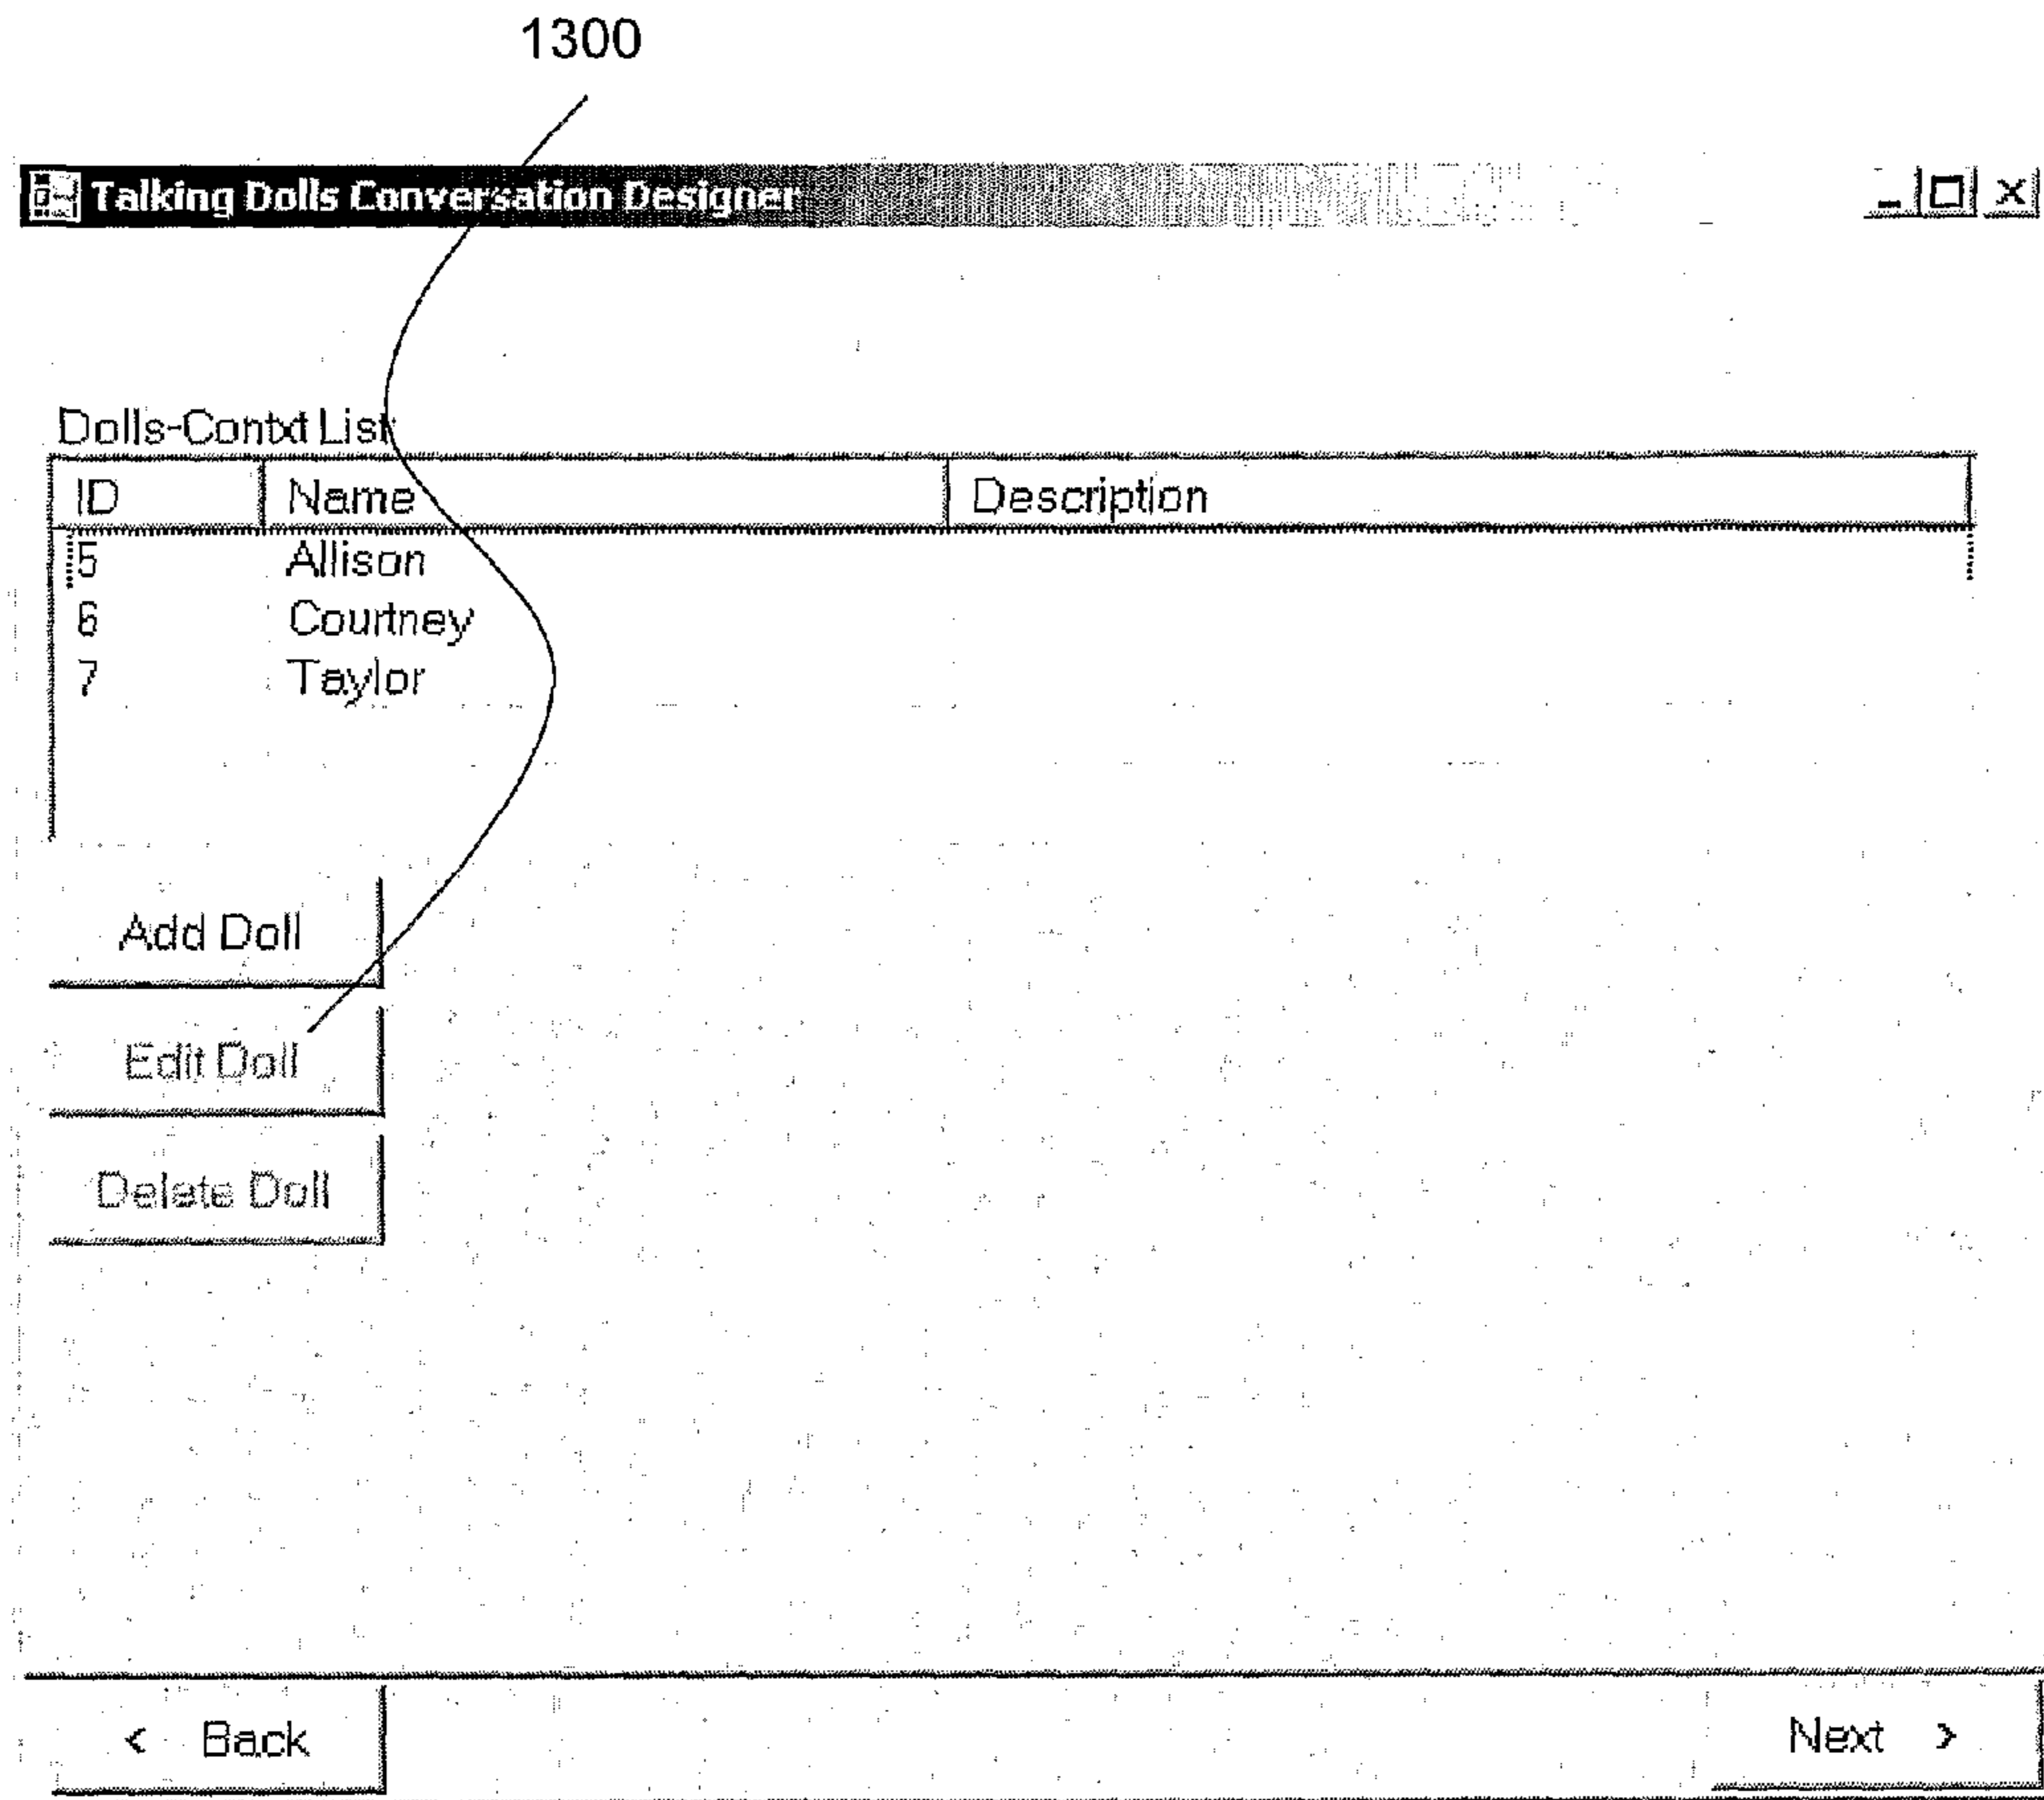 1300
Talking Dolls Conversation Designer
Dolls-Contxt List
ID Name Description
5 Allison
6 Courtney
7 Taylor
Add Doll
Edit Doll
Delete Doll
< Back Next >